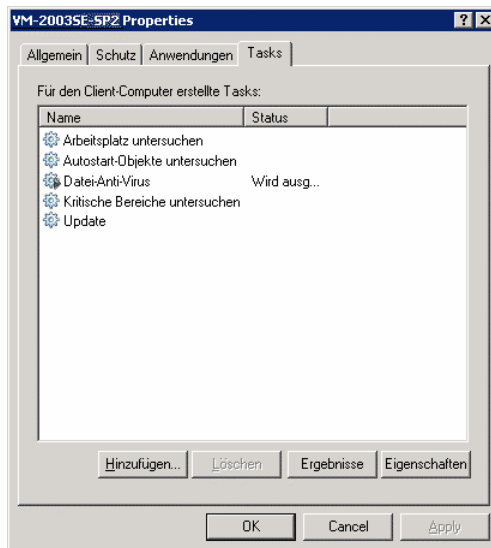 VM-2003SE-SP2 Properties
Allgemein Schutz Anwendungen Tasks
Für den Client-Computer erstellte Tasks:
Name Status
Arbeitsplatz untersuchen
Autostart-Objekte untersuchen
Datei-Anti-Virus Wird ausg...
Kritische Bereiche untersuchen
Update
Hinzufügen... Löschen Ergebnisse Eigenschaften
OK Cancel Apply